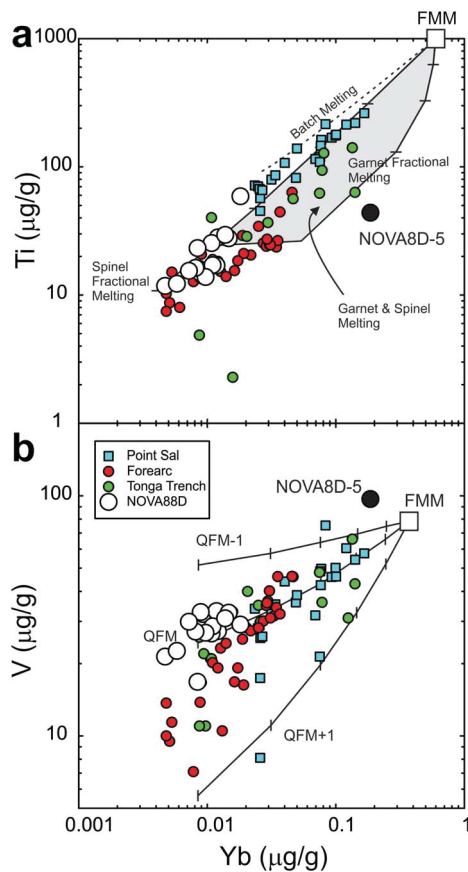 a
FMM
1000
100
10
1
Ti (µg/g)
Batch Melting
Garnet Fractional
Melting
NOVA8D-5
Spinel
Fractional
Melting
Garnet & Spinel
Melting
b
Point Sal
Forearc
Tonga Trench
NOVA88D
NOVA8D-5
FMM
100
10
V (µg/g)
QFM-1
QFM
QFM+1
0.001
0.01
0.1
1
Yb (µg/g)